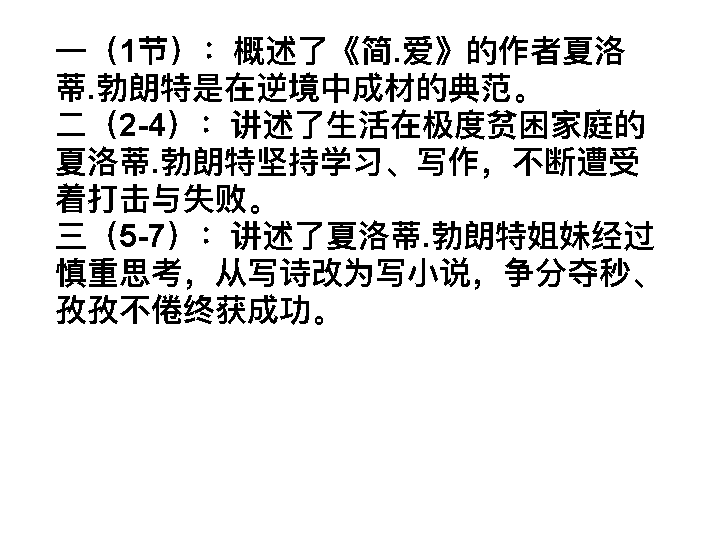 一（1节）：概述了《简.爱》的作者夏洛
蒂.勃朗特是在逆境中成材的典范。
二（2-4）：讲述了生活在极度贫困家庭的
夏洛蒂.勃朗特坚持学习、写作，不断遭受
着打击与失败。
三（5-7）：讲述了夏洛蒂.勃朗特姐妹经过
慎重思考，从写诗改为写小说，争分夺秒、
孜孜不倦终获成功。